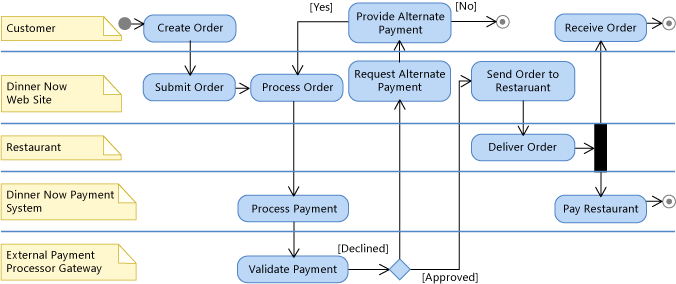 Customer
Create Order
[Yes]
Provide Alternate
Payment
[No]
Receive Order
Dinner Now
Web Site
Submit Order
Process Order
Request Alternate
Payment
Send Order to
Restaruant
Restaurant
Deliver Order
Dinner Now Payment
System
Process Payment
Pay Restaurant
External Payment
Processor Gateway
Validate Payment
[Declined]
[Approved]